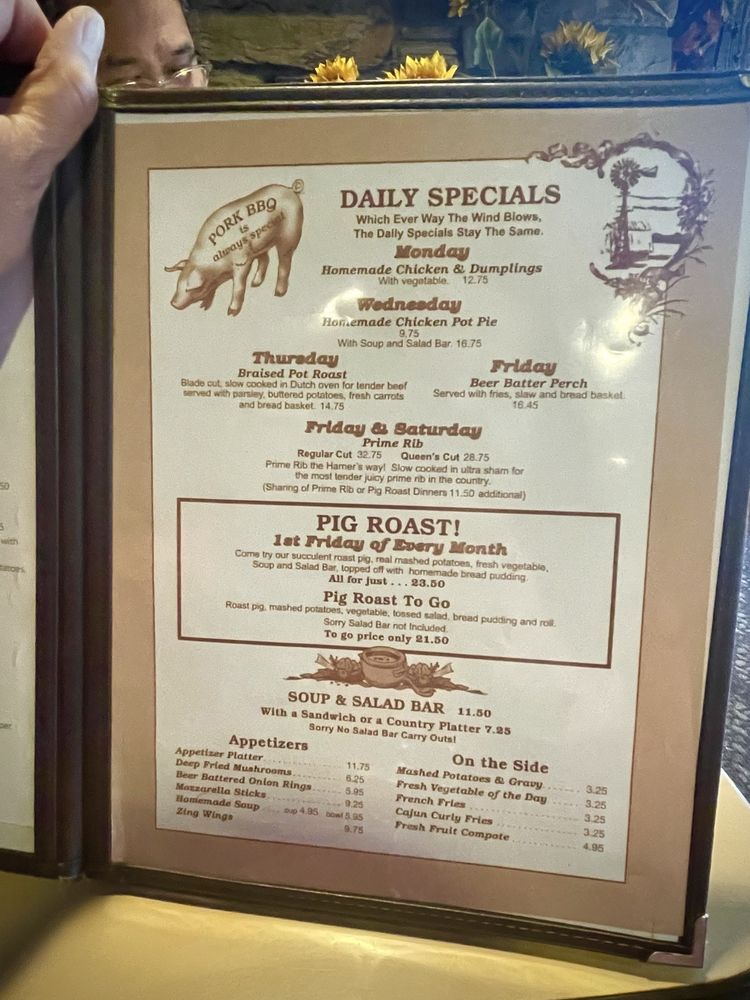 PORK BBQ
is
always special
DAILY SPECIALS
Which Ever Way The Wind Blows,
The Daily Specials Stay The Same.
Monday
Homemade Chicken & Dumplings
With vegetable. 12.75
Wednesday
Homemade Chicken Pot Pie
9.75
With Soup and Salad Bar. 16.75
Thursday
Braised Pot Roast
Blade cut, slow cooked in Dutch oven for tender beef
served with parsley, buttered potatoes, fresh carrots
and bread basket. 14.75
Friday
Beer Batter Perch
Served with fries, slaw and bread basket.
16.45
Friday & Saturday
Prime Rib
Regular Cut 32.75 Queen's Cut 28.75
Prime Rib the Hamer's way! Slow cooked in ultra sham for
the most tender juicy prime rib in the country.
(Sharing of Prime Rib or Pig Roast Dinners 11.50 additional)
PIG ROAST!
1st Friday of Every Month
Come try our succulent roast pig, real mashed potatoes, fresh vegetable,
Soup and Salad Bar, topped off with homemade bread pudding.
All for just . . . 23.50
Pig Roast To Go
Roast pig, mashed potatoes, vegetable, tossed salad, bread pudding and roll.
Sorry Salad Bar not Included.
To go price only 21.50
SOUP & SALAD BAR 11.50
With a Sandwich or a Country Platter 7.25
Sorry No Salad Bar Carry Outs!
Appetizers
Appetizer Platter 11.75
Deep Fried Mushrooms 6.25
Beer Battered Onion Rings 5.95
Mozzarella Sticks 9.25
Homemade Soup cup 4.95 bowl 5.95
Zing Wings 9.75
On the Side
Mashed Potatoes & Gravy 3.25
Fresh Vegetable of the Day 3.25
French Fries 3.25
Cajun Curly Fries 3.25
Fresh Fruit Compote 4.95
50
5
with